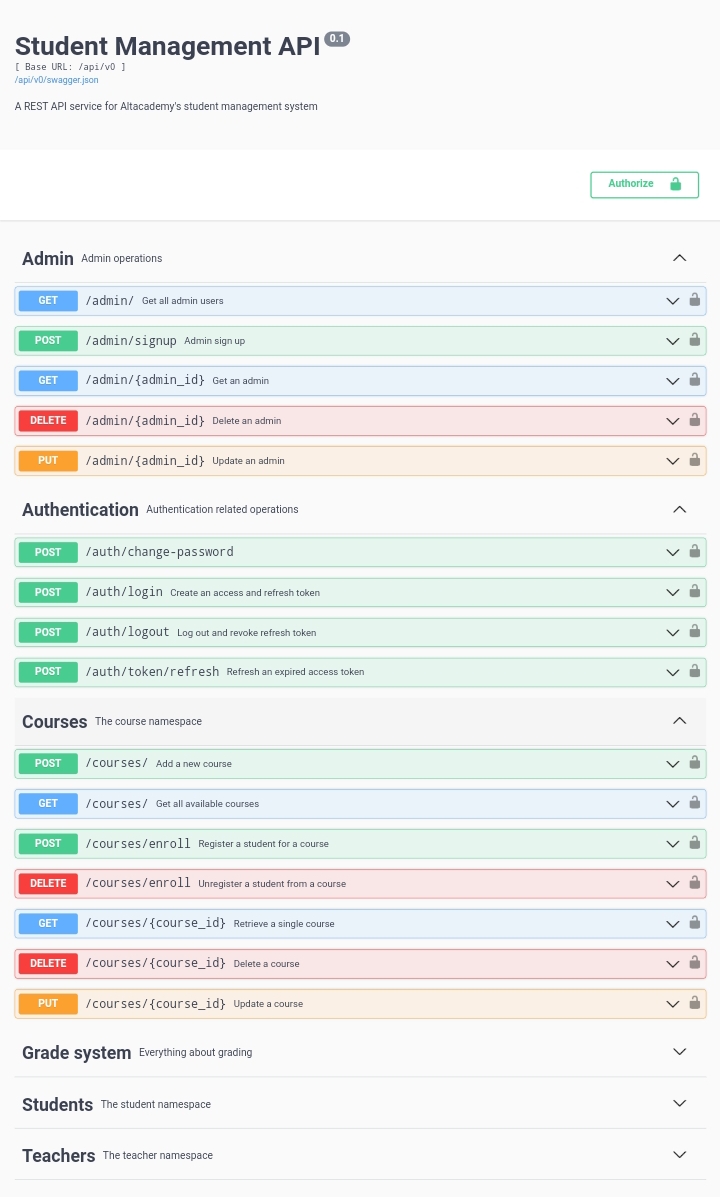 Student Management API 0.1
[ Base URL: /api/v0 ]
/api/v0/swagger.json
A REST API service for Altacademy's student management system
Authorize
Admin Admin operations
GET /admin/ Get all admin users
POST /admin/signup Admin sign up
GET /admin/{admin_id} Get an admin
DELETE /admin/{admin_id} Delete an admin
PUT /admin/{admin_id} Update an admin
Authentication Authentication related operations
POST /auth/change-password
POST /auth/login Create an access and refresh token
POST /auth/logout Log out and revoke refresh token
POST /auth/token/refresh Refresh an expired access token
Courses The course namespace
POST /courses/ Add a new course
GET /courses/ Get all available courses
POST /courses/enroll Register a student for a course
DELETE /courses/enroll Unregister a student from a course
GET /courses/{course_id} Retrieve a single course
DELETE /courses/{course_id} Delete a course
PUT /courses/{course_id} Update a course
Grade system Everything about grading
Students The student namespace
Teachers The teacher namespace